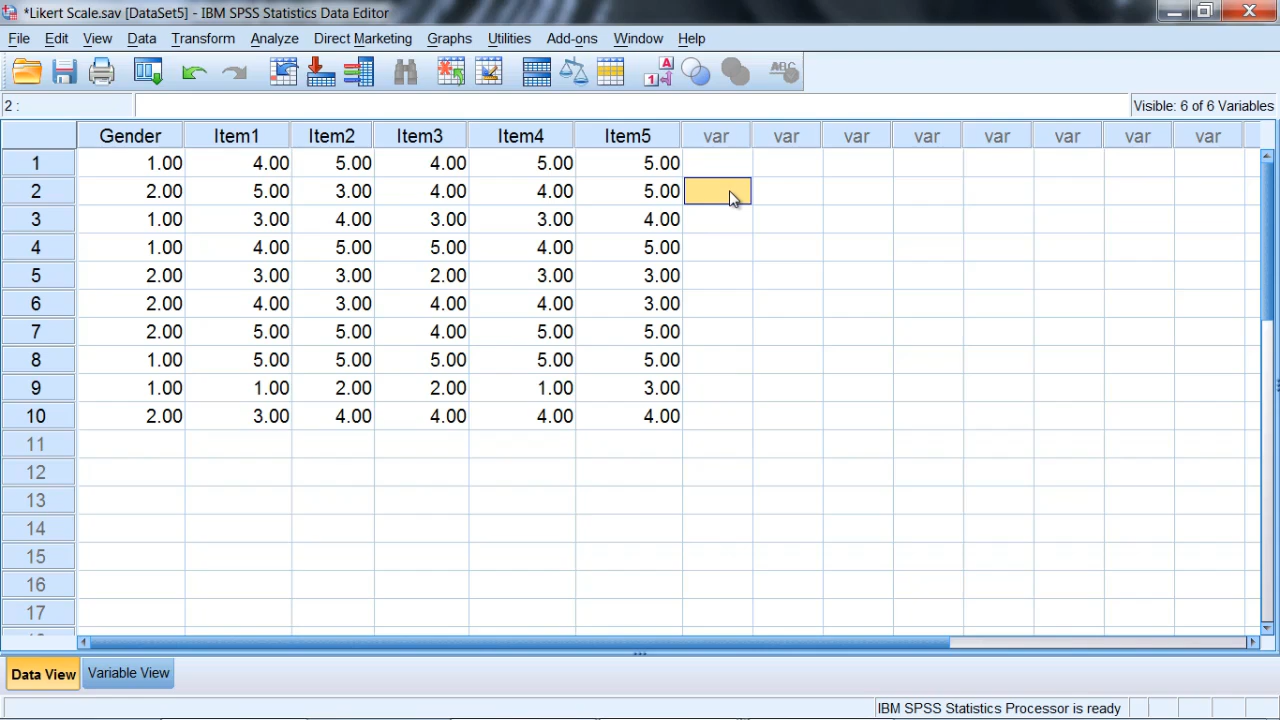 *Likert Scale.sav [DataSet5] - IBM SPSS Statistics Data Editor
File Edit View Data Transform Analyze Direct Marketing Graphs Utilities Add-ons Window Help
1 A ABC
2 : Visible: 6 of 6 Variables
Gender Item1 Item2 Item3 Item4 Item5 var var var var var var var var
1 1.00 4.00 5.00 4.00 5.00 5.00
2 2.00 5.00 3.00 4.00 4.00 5.00
3 1.00 3.00 4.00 3.00 3.00 4.00
4 1.00 4.00 5.00 5.00 4.00 5.00
5 2.00 3.00 3.00 2.00 3.00 3.00
6 2.00 4.00 3.00 4.00 4.00 3.00
7 2.00 5.00 5.00 4.00 5.00 5.00
8 1.00 5.00 5.00 5.00 5.00 5.00
9 1.00 1.00 2.00 2.00 1.00 3.00
10 2.00 3.00 4.00 4.00 4.00 4.00
11
12
13
14
15
16
17
Data View Variable View
IBM SPSS Statistics Processor is ready